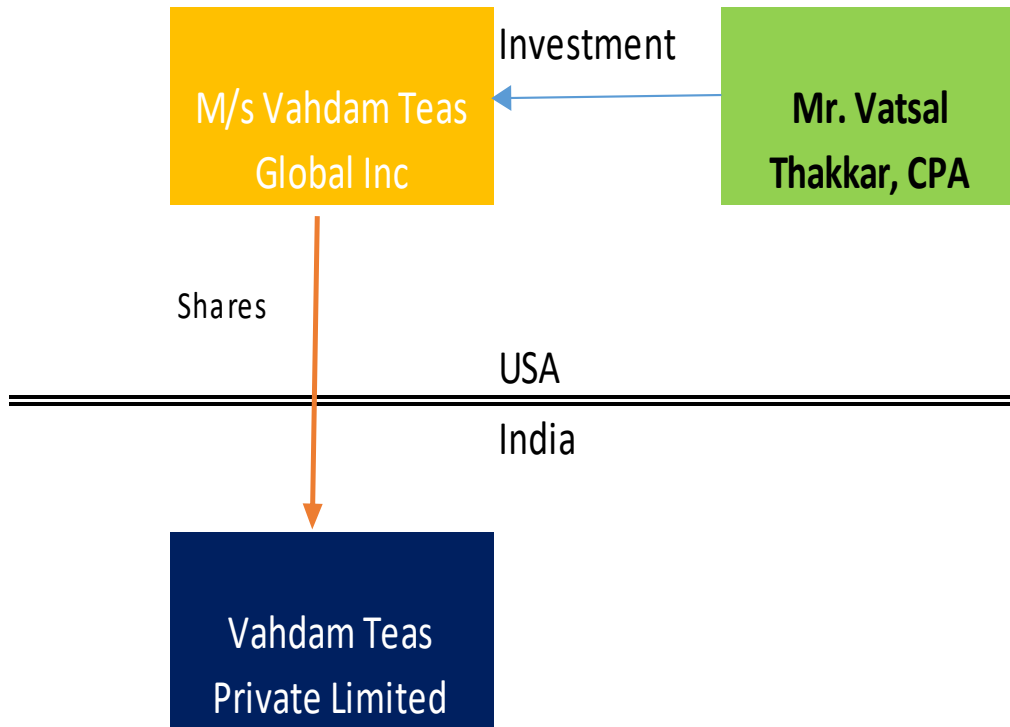 Investment
M/s Vahdam Teas
Global Inc
Mr. Vatsal
Thakkar, CPA
Shares
USA
India
Vahdam Teas
Private Limited